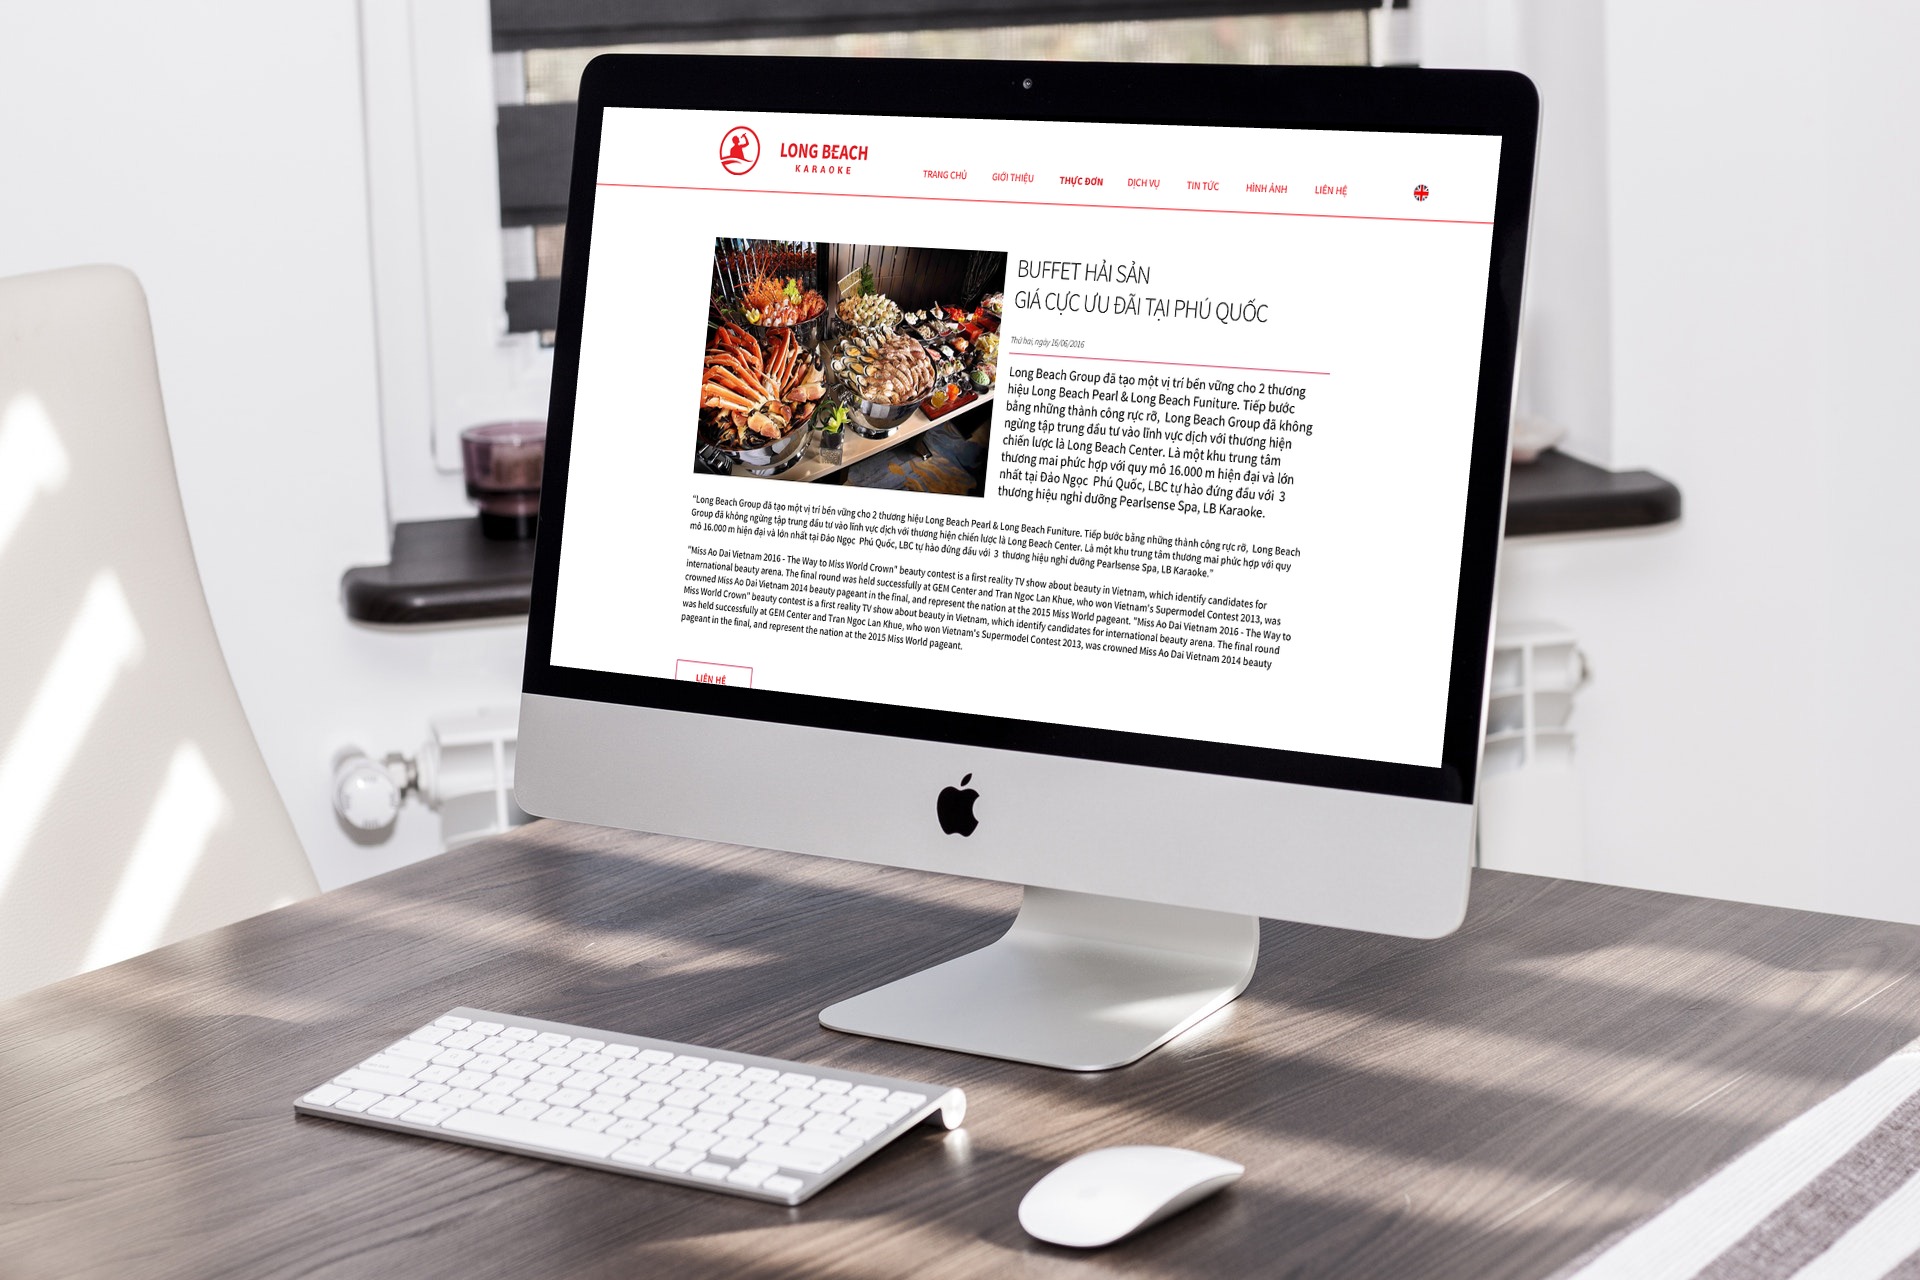 LONG BEACH
KARAOKE
TRANG CHỦ GIỚI THIỆU THỰC ĐƠN DỊCH VỤ TIN TỨC HÌNH ẢNH LIÊN HỆ
BUFFET HẢI SẢN
GIÁ CỰC ƯU ĐÃI TẠI PHÚ QUỐC
Thứ hai, ngày 16/06/2016
Long Beach Group đã tạo một vị trí bền vững cho 2 thương
hiệu Long Beach Pearl & Long Beach Funiture. Tiếp bước
bằng những thành công rực rỡ, Long Beach Group đã không
ngừng tập trung đầu tư vào lĩnh vực dịch với thương hiện
chiến lược là Long Beach Center. Là một khu trung tâm
thương mai phức hợp với quy mô 16.000 m hiện đại và lớn
nhất tại Đảo Ngọc Phú Quốc, LBC tự hào đứng đầu với 3
thương hiệu nghỉ dưỡng Pearlsense Spa, LB Karaoke.
"Long Beach Group đã tạo một vị trí bền vững cho 2 thương hiệu Long Beach Pearl & Long Beach Funiture. Tiếp bước bằng những thành công rực rỡ, Long Beach
Group đã không ngừng tập trung đầu tư vào lĩnh vực dịch với thương hiện chiến lược là Long Beach Center. Là một khu trung tâm thương mai phức hợp với quy
mô 16.000 m hiện đại và lớn nhất tại Đảo Ngọc Phú Quốc, LBC tự hào đứng đầu với 3 thương hiệu nghỉ dưỡng Pearlsense Spa, LB Karaoke."
"Miss Ao Dai Vietnam 2016 - The Way to Miss World Crown" beauty contest is a first reality TV show about beauty in Vietnam, which identify candidates for
international beauty arena. The final round was held successfully at GEM Center and Tran Ngoc Lan Khue, who won Vietnam's Supermodel Contest 2013, was
crowned Miss Ao Dai Vietnam 2014 beauty pageant in the final, and represent the nation at the 2015 Miss World pageant. "Miss Ao Dai Vietnam 2016 - The Way to
Miss World Crown" beauty contest is a first reality TV show about beauty in Vietnam, which identify candidates for international beauty arena. The final round
was held successfully at GEM Center and Tran Ngoc Lan Khue, who won Vietnam's Supermodel Contest 2013, was crowned Miss Ao Dai Vietnam 2014 beauty
pageant in the final, and represent the nation at the 2015 Miss World pageant.
LIÊN HỆ